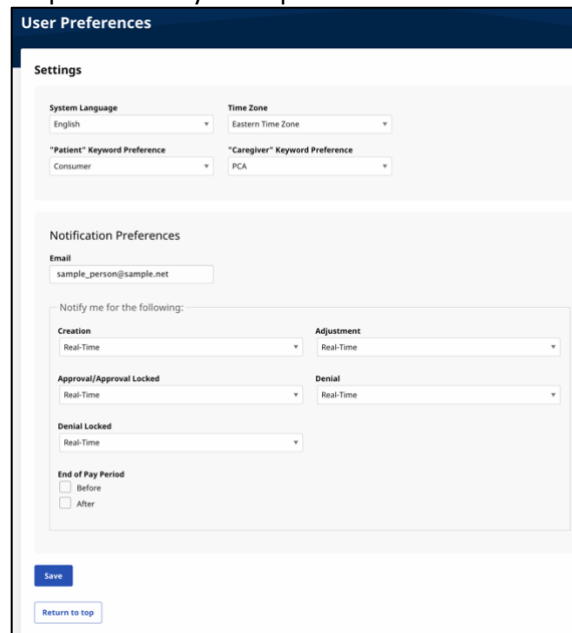 User Preferences
Settings
System Language Time Zone
English Eastern Time Zone
"Patient" Keyword Preference "Caregiver" Keyword Preference
Consumer PCA
Notification Preferences
Email
sample_person@sample.net
Notify me for the following:
Creation Adjustment
Real-Time Real-Time
Approval/Approval Locked Denial
Real-Time Real-Time
Denial Locked
Real-Time
End of Pay Period
Before
After
Save
Return to top